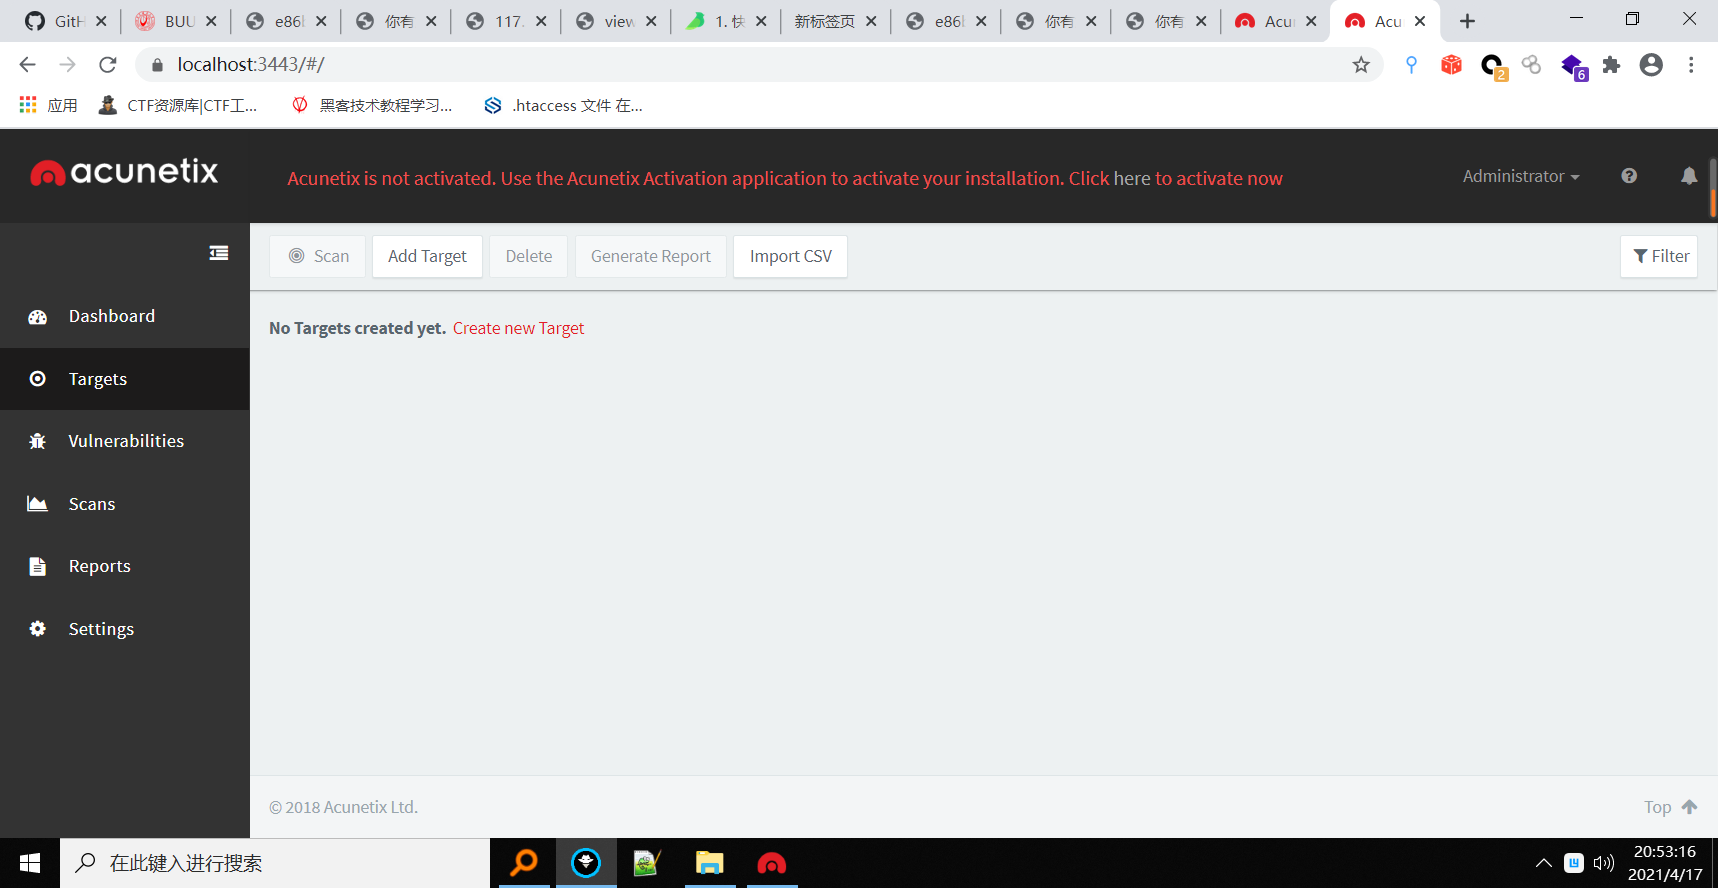 GitH BUU e86l 你有 117. view 1. 快 新标签页 e86l 你有 你有 Acu Acu
localhost:3443/#/
应用 CTF资源库|CTF工... 黑客技术教程学习... .htaccess 文件 在...
2 6
acunetix
Acunetix is not activated. Use the Acunetix Activation application to activate your installation. Click here to activate now
Administrator
Scan Add Target Delete Generate Report Import CSV Filter
No Targets created yet. Create new Target
Dashboard
Targets
Vulnerabilities
Scans
Reports
Settings
© 2018 Acunetix Ltd. Top
在此键入进行搜索
20:53:16
2021/4/17